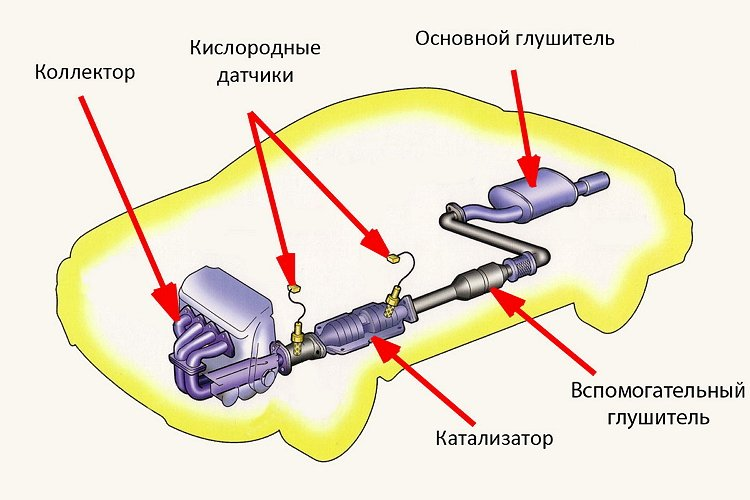 Коллектор
Кислородные
датчики
Основной глушитель
Вспомогательный
глушитель
Катализатор